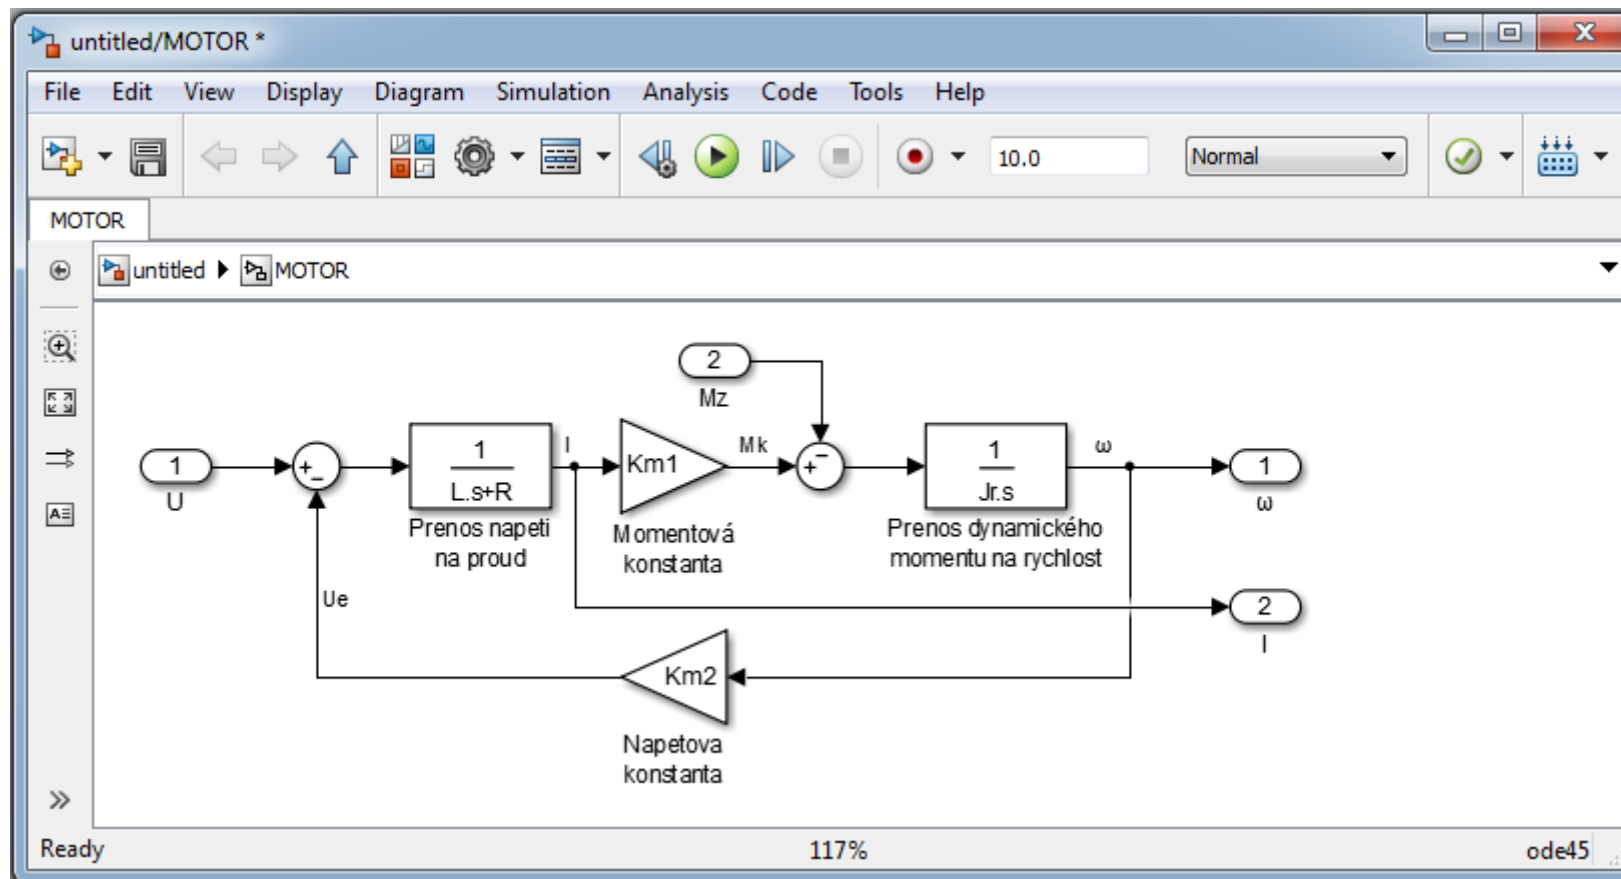 untitled/MOTOR *
File Edit View Display Diagram Simulation Analysis Code Tools Help
10.0 Normal
MOTOR
untitled MOTOR
2
Mz
1
U
+
−
1
L.s+R
Prenos napeti
na proud
I
Km1
Momentová
konstanta
Mk
+
−
1
Jr.s
Prenos dynamického
momentu na rychlost
ω
1
ω
2
I
Ue
Km2
Napetova
konstanta
Ready 117% ode45